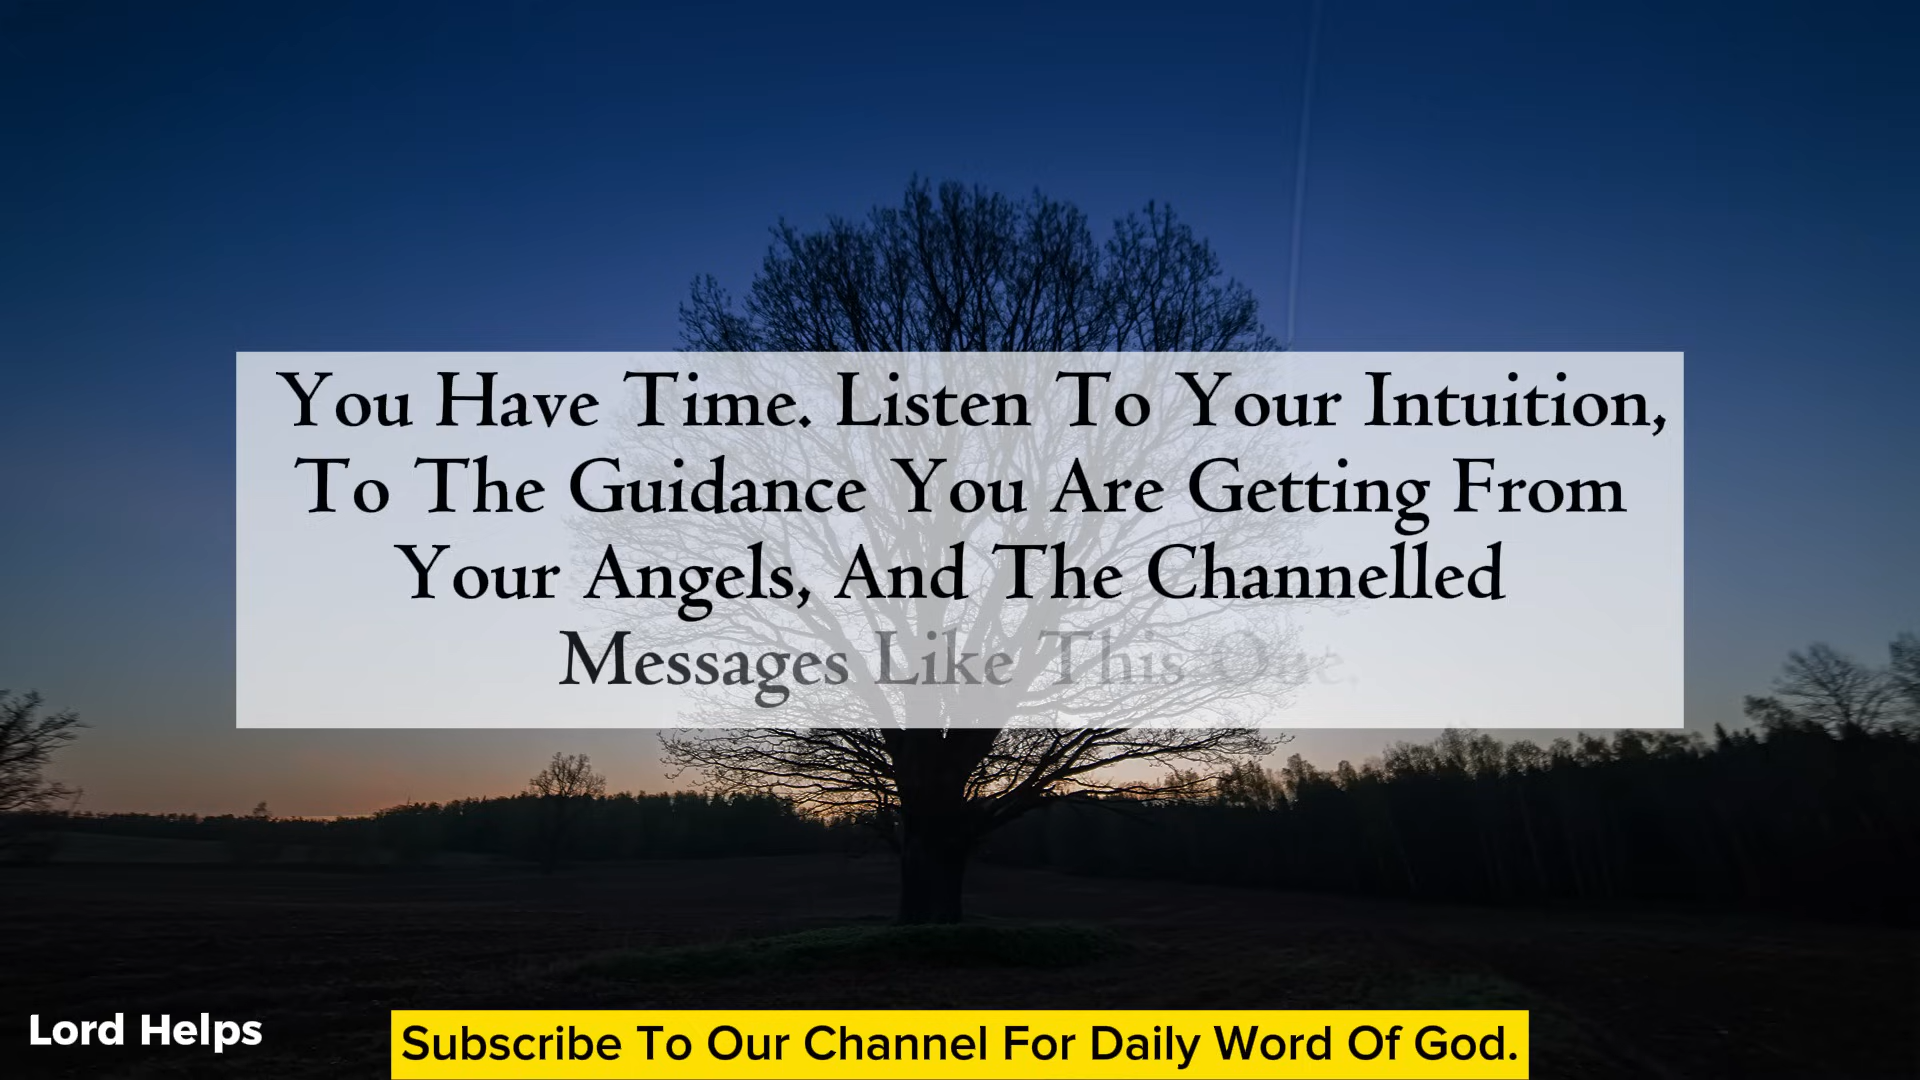 You Have Time. Listen To Your Intuition,
To The Guidance You Are Getting From
Your Angels, And The Channelled
Messages Like This One.
Lord Helps
Subscribe To Our Channel For Daily Word Of God.